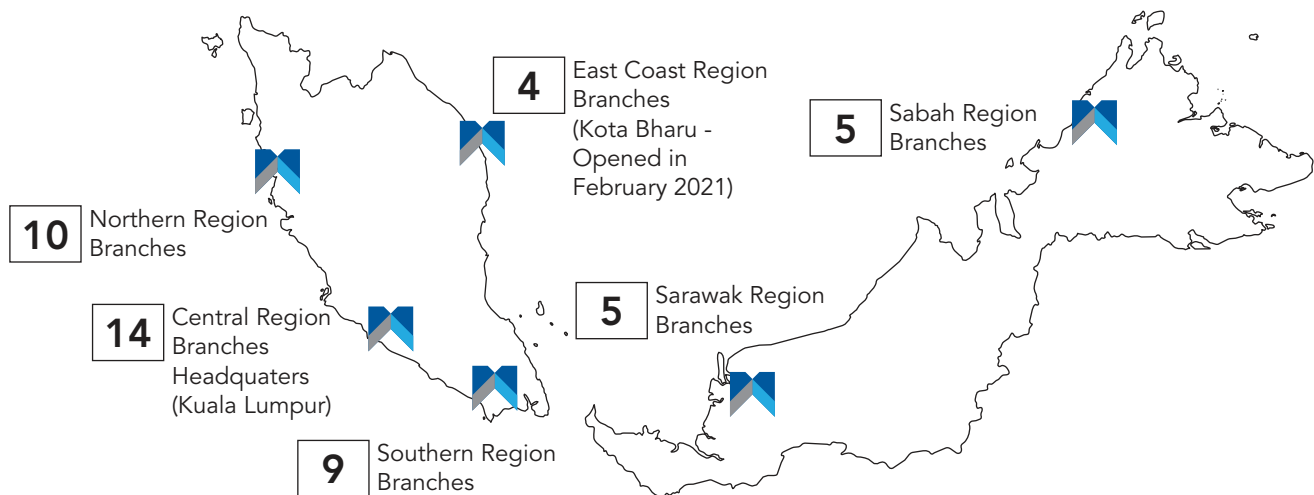 4
East Coast Region
Branches
(Kota Bharu -
Opened in
February 2021)
5
Sabah Region
Branches
10
Northern Region
Branches
14
Central Region
Branches
Headquaters
(Kuala Lumpur)
5
Sarawak Region
Branches
9
Southern Region
Branches